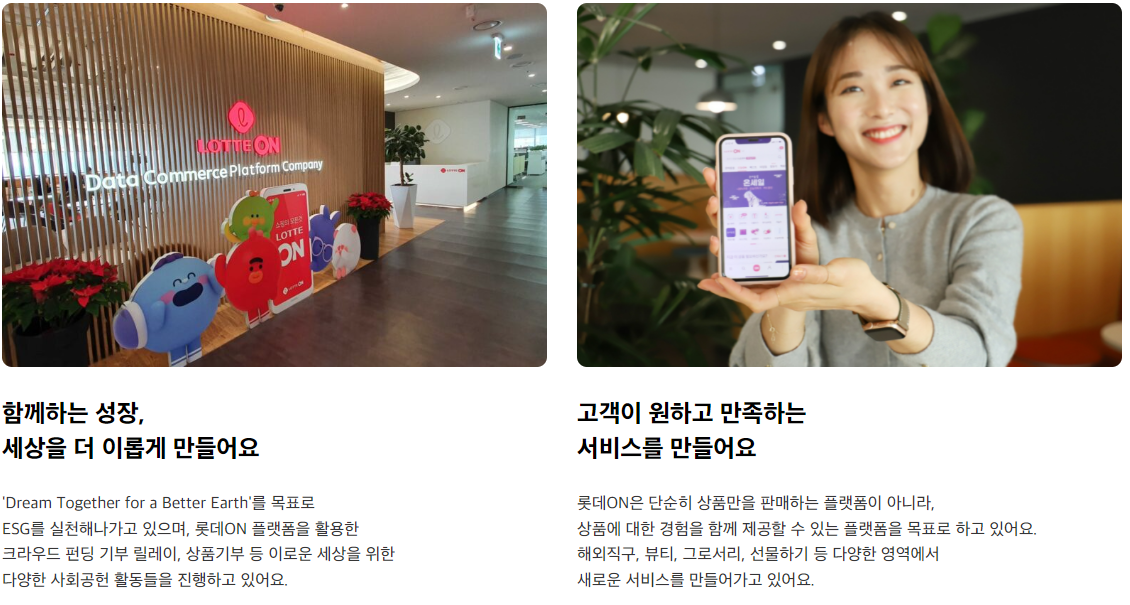 LOTTE ON
Data Commerce Platform Company
LOTTE
ON
온세일
함께하는 성장,
세상을 더 이롭게 만들어요
'Dream Together for a Better Earth'를 목표로
ESG를 실천해나가고 있으며, 롯데ON 플랫폼을 활용한
크라우드 펀딩 기부 릴레이, 상품기부 등 이로운 세상을 위한
다양한 사회공헌 활동들을 진행하고 있어요.
고객이 원하고 만족하는
서비스를 만들어요
롯데ON은 단순히 상품만을 판매하는 플랫폼이 아니라,
상품에 대한 경험을 함께 제공할 수 있는 플랫폼을 목표로 하고 있어요.
해외직구, 뷰티, 그로서리, 선물하기 등 다양한 영역에서
새로운 서비스를 만들어가고 있어요.